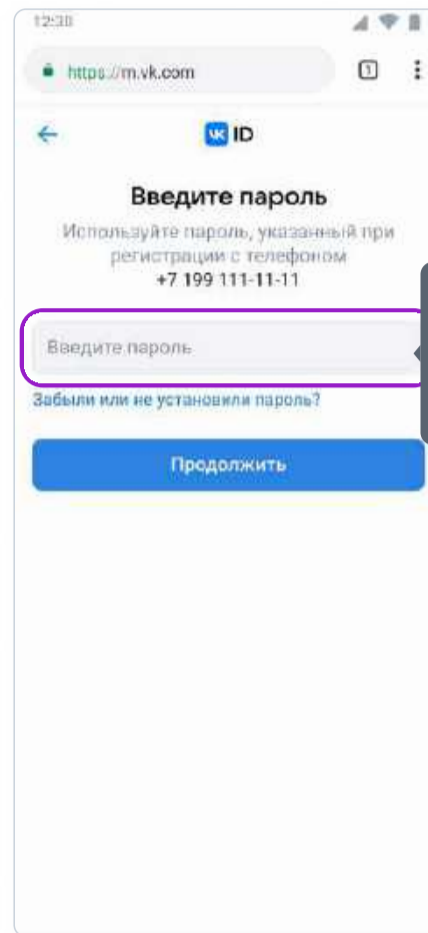 12:30
https://m.vk.com
1
VK ID
Введите пароль
Используйте пароль, указанный при
регистрации с телефоном
+7 199 111-11-11
Введите пароль
Забыли или не установили пароль?
Продолжить